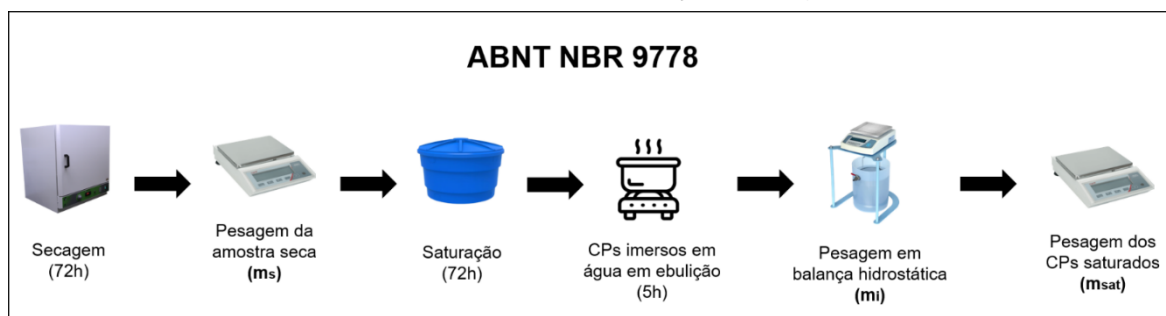 ABNT NBR 9778
Secagem
(72h)
Pesagem da
amostra seca
(ms)
Saturação
(72h)
CPs imersos em
água em ebulição
(5h)
Pesagem em
balança hidrostática
(mi)
Pesagem dos
CPs saturados
(msat)